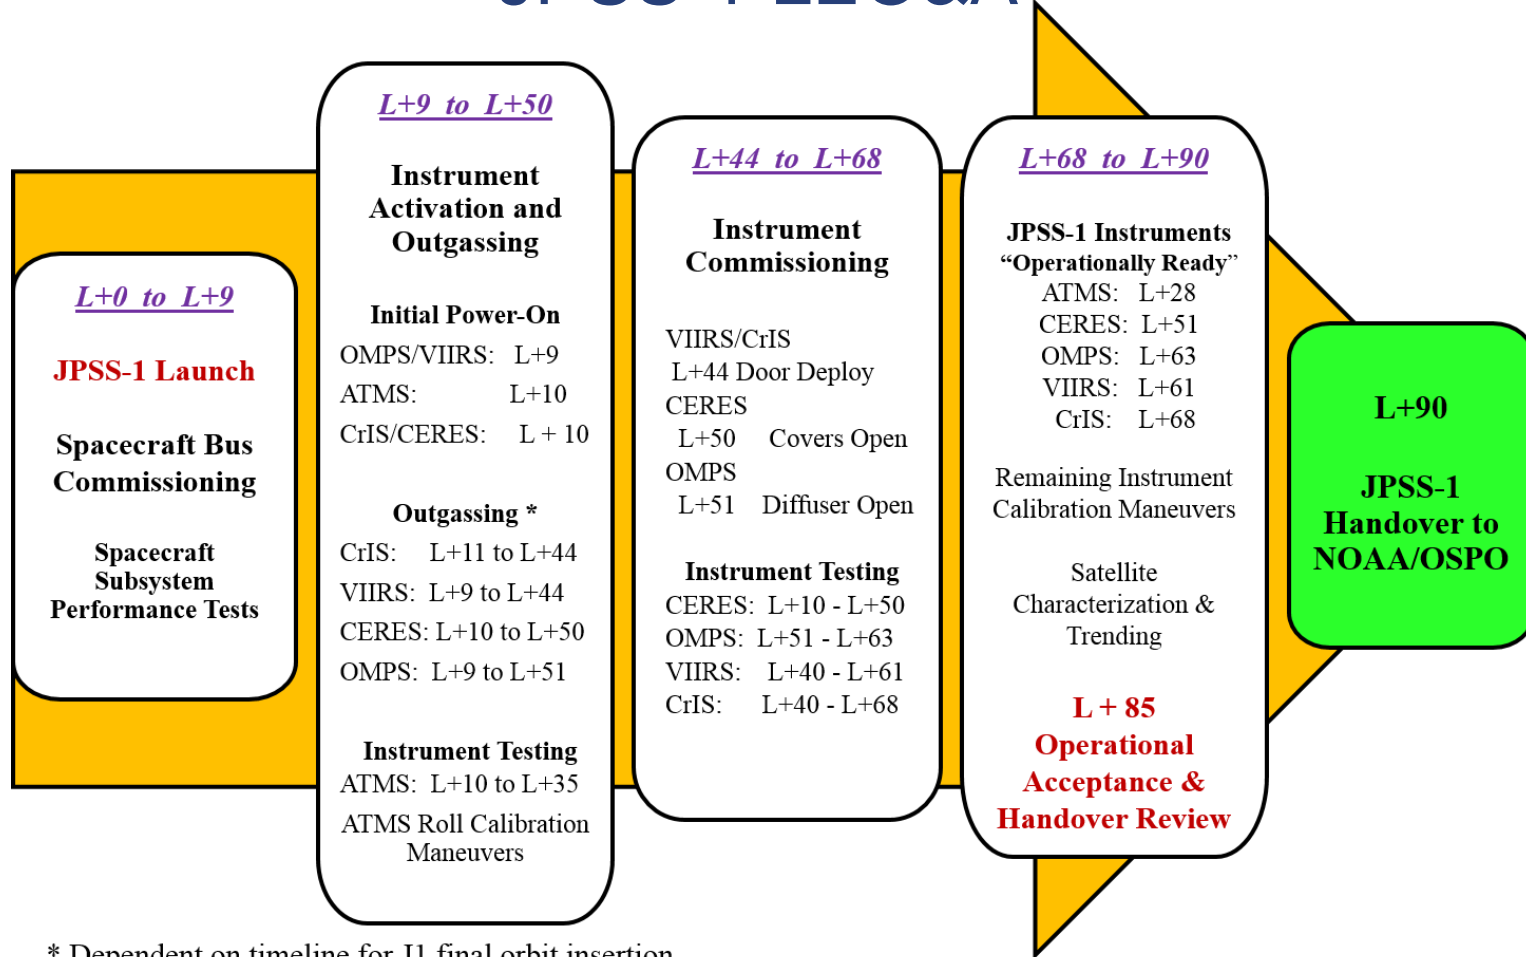 L+0 to L+9
JPSS-1 Launch
Spacecraft Bus
Commissioning
Spacecraft
Subsystem
Performance Tests
L+9 to L+50
Instrument
Activation and
Outgassing
Initial Power-On
OMPS/VIIRS: L+9
ATMS: L+10
CrIS/CERES: L + 10
Outgassing *
CrIS: L+11 to L+44
VIIRS: L+9 to L+44
CERES: L+10 to L+50
OMPS: L+9 to L+51
Instrument Testing
ATMS: L+10 to L+35
ATMS Roll Calibration
Maneuvers
L+44 to L+68
Instrument
Commissioning
VIIRS/CrIS
L+44 Door Deploy
CERES
L+50 Covers Open
OMPS
L+51 Diffuser Open
Instrument Testing
CERES: L+10 - L+50
OMPS: L+51 - L+63
VIIRS: L+40 - L+61
CrIS: L+40 - L+68
L+68 to L+90
JPSS-1 Instruments
“Operationally Ready”
ATMS: L+28
CERES: L+51
OMPS: L+63
VIIRS: L+61
CrIS: L+68
Remaining Instrument
Calibration Maneuvers
Satellite
Characterization &
Trending
L + 85
Operational
Acceptance &
Handover Review
L+90
JPSS-1
Handover to
NOAA/OSPO
* Dependent on timeline for J1 final orbit insertion